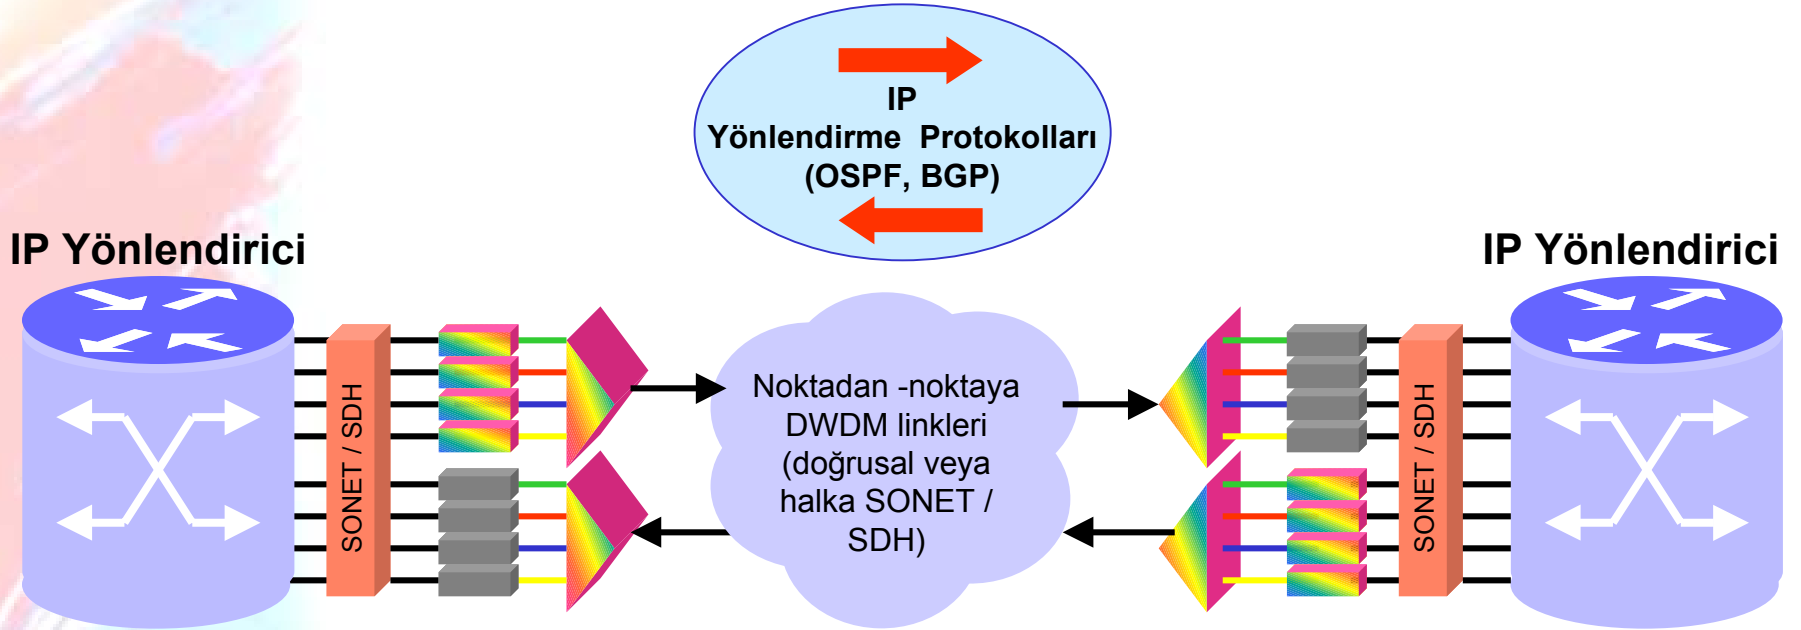 IP
Yönlendirme Protokolları
(OSPF, BGP)
IP Yönlendirici
IP Yönlendirici
SONET / SDH
Noktadan -noktaya
DWDM linkleri
(doğrusal veya
halka SONET /
SDH)
SONET / SDH